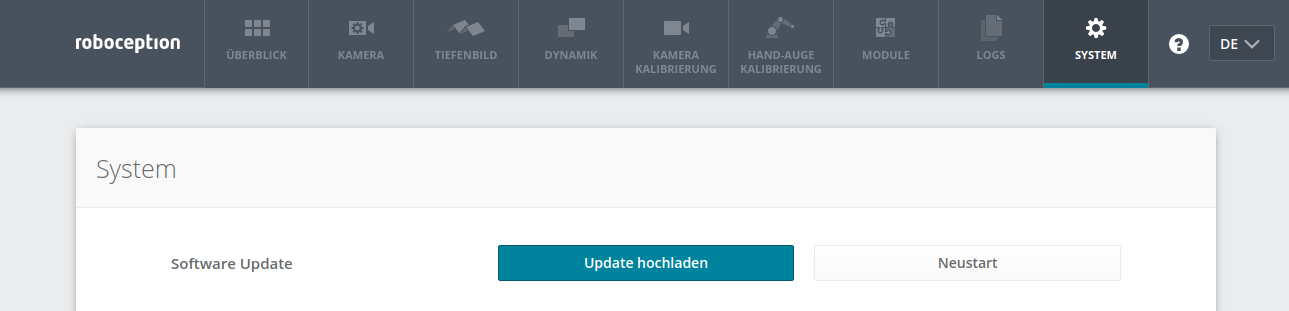 roboception
ÜBERBLICK
KAMERA
TIEFENBILD
DYNAMIK
KAMERA
KALIBRIERUNG
HAND-AUGE
KALIBRIERUNG
MODULE
LOGS
SYSTEM
?
DE
System
Software Update
Update hochladen
Neustart